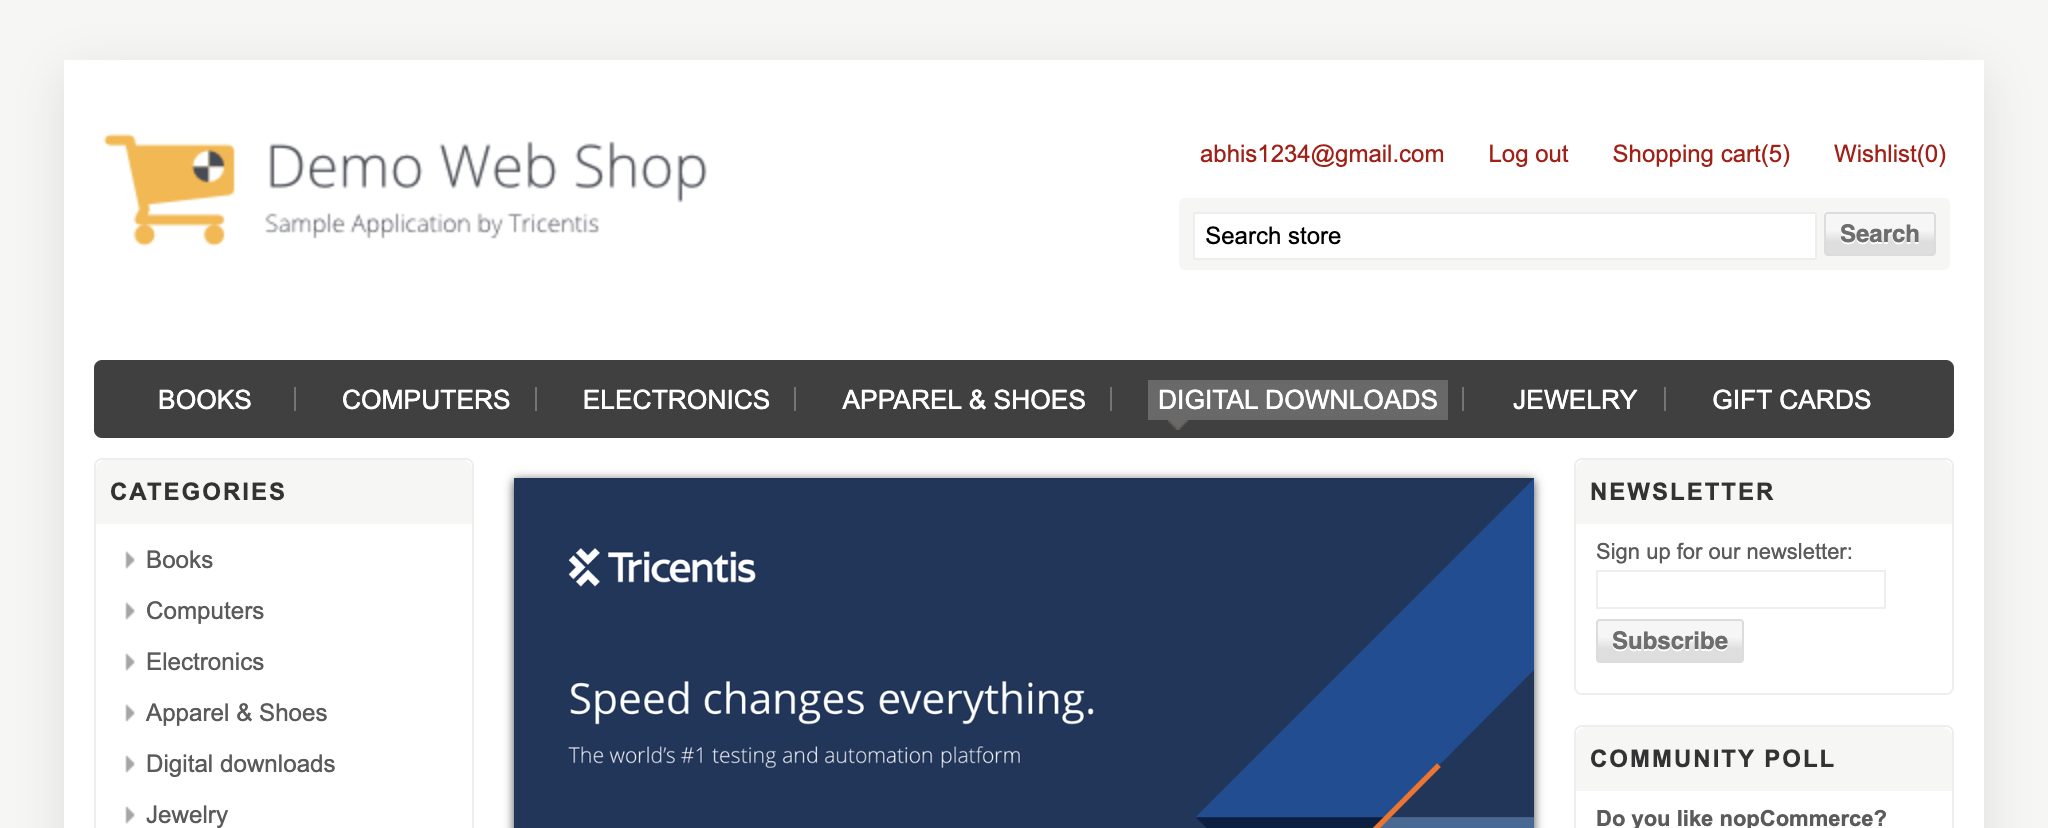 Demo Web Shop
Sample Application by Tricentis
abhis1234@gmail.com Log out Shopping cart(5) Wishlist(0)
Search store Search
BOOKS COMPUTERS ELECTRONICS APPAREL & SHOES DIGITAL DOWNLOADS JEWELRY GIFT CARDS
CATEGORIES
Books
Computers
Electronics
Apparel & Shoes
Digital downloads
Jewelry
Tricentis
Speed changes everything.
The world's #1 testing and automation platform
NEWSLETTER
Sign up for our newsletter:
Subscribe
COMMUNITY POLL
Do you like nopCommerce?